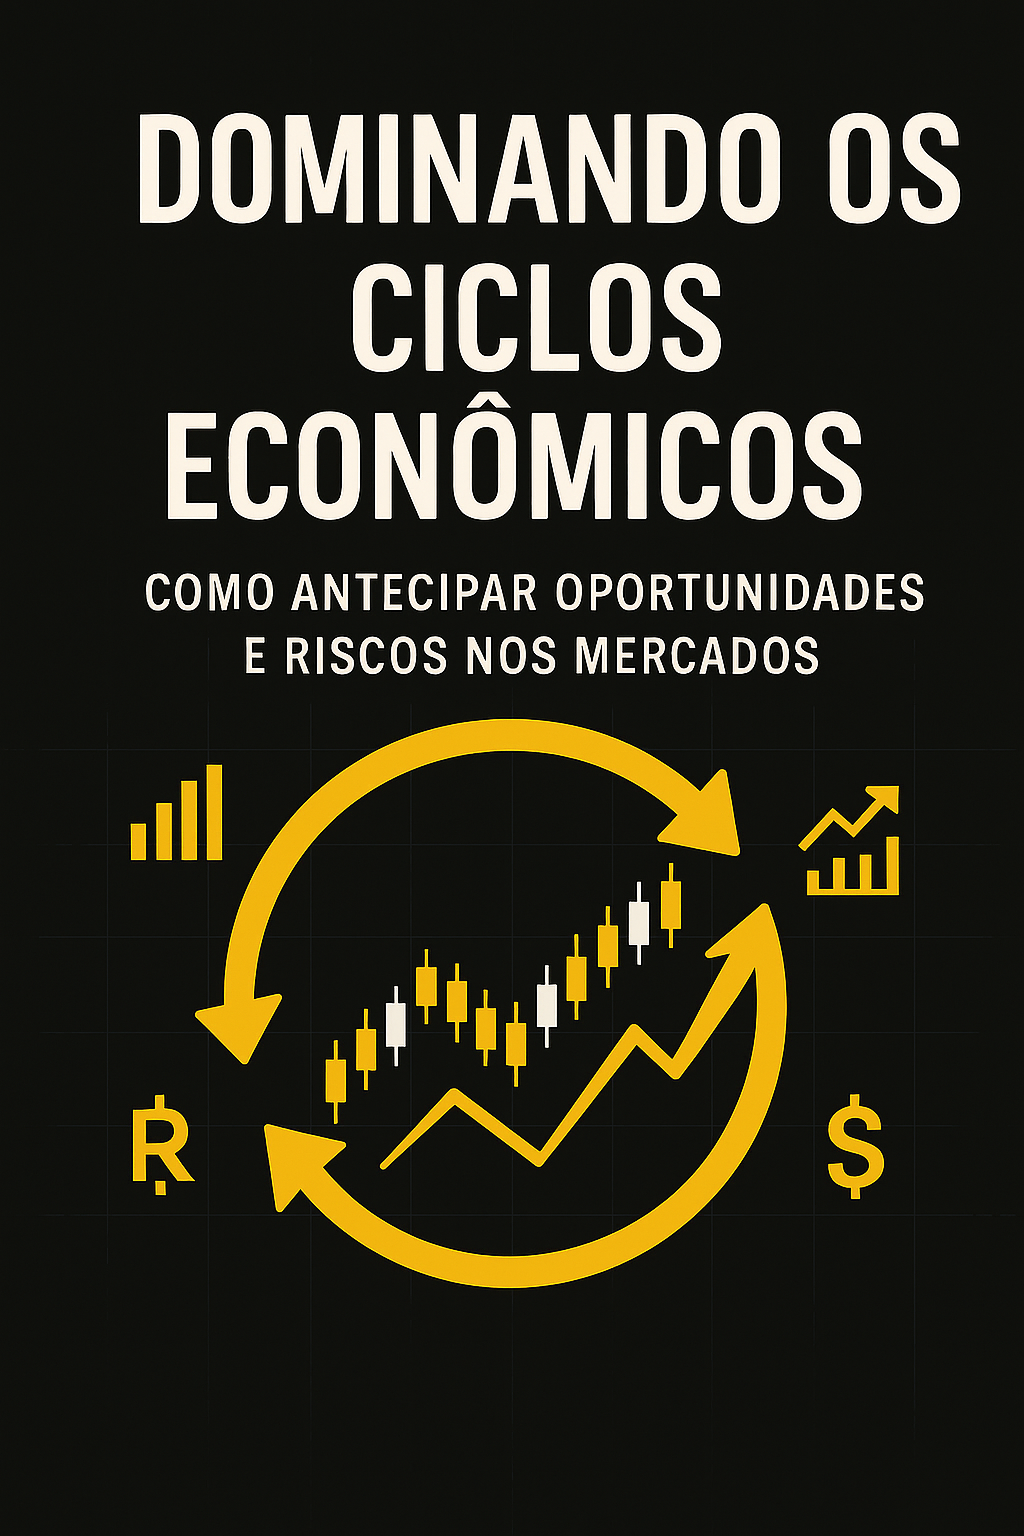 DOMINANDO OS
CICLOS
ECONÔMICOS
COMO ANTECIPAR OPORTUNIDADES
E RISCOS NOS MERCADOS
R $